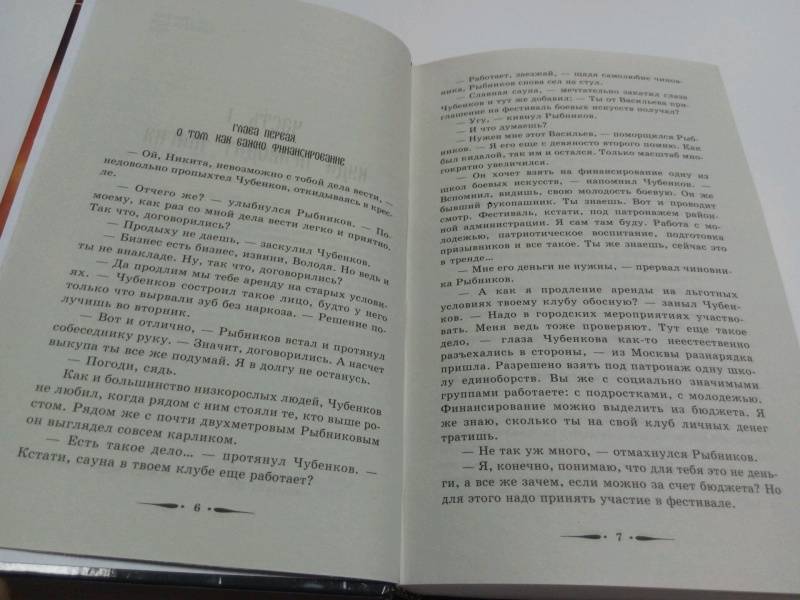 ГЛАВА ПЕРВАЯ
О ТОМ КАК ВАЖНО ФИНАНСИРОВАНИЕ
— Ой, Никита, невозможно с тобой дела вести, —
недовольно пропыхтел Чубенков, откидываясь в крес-
ле.
— Отчего же? — улыбнулся Рыбников. — По-
моему, как раз со мной дела вести легко и приятно.
Так что, договорились?
— Продыху не даешь, — заскулил Чубенков.
— Бизнес есть бизнес, извини, Володя. Но ведь и
ты не внакладе. Ну, так что, договорились?
— Да продлим мы тебе аренду на старых услови-
ях. — Чубенков состроил такое лицо, будто у него
только что вырвали зуб без наркоза. — Решение по-
лучишь во вторник.
— Вот и отлично, — Рыбников встал и протянул
собеседнику руку. — Значит, договорились. А насчет
выкупа ты все же подумай. Я в долгу не останусь.
— Погоди, сядь.
Как и большинство низкорослых людей, Чубенков
не любил, когда рядом с ним стояли те, кто выше ро-
стом. Рядом же с почти двухметровым Рыбниковым
он выглядел совсем карликом.
— Есть такое дело... — протянул Чубенков. —
Кстати, сауна в твоем клубе еще работает?
6
— Работает, заезжай, — щадя самолюбие чинов-
ника, Рыбников снова сел на стул.
— Славная сауна, — мечтательно закатил глаза
Чубенков и тут же добавил: — Ты от Васильева при-
глашение на фестиваль боевых искусств получал?
— Угу, — кивнул Рыбников.
— И что думаешь?
— Нужен мне этот Васильев, — поморщился Рыб-
ников. — Я его еще с девяносто второго помню. Как
был кидалой, так им и остался. Только масштаб мно-
гократно увеличился.
— Он хочет взять на финансирование одну из
школ боевых искусств, — напомнил Чубенков. —
Вспомнил, видишь, свою молодость боевую. Он же
бывший рукопашник. Ты знаешь. Вот и проводит
смотр. Фестиваль, кстати, под патронажем район-
ной администрации. Я сам там буду. Работа с мо-
лодежью, патриотическое воспитание, подготовка
призывников и все такое. Ты же знаешь, сейчас это
в тренде...
— Мне его деньги не нужны, — прервал чиновни-
ка Рыбников.
— А как я продление аренды на льготных
условиях твоему клубу обосную? — заныл Чубен-
ков. — Надо в городских мероприятиях участво-
вать. Меня ведь тоже проверяют. Тут еще такое
дело, — глаза Чубенкова как-то неестественно
разъехались в стороны, — из Москвы разнарядка
пришла. Разрешено взять под патронаж одну шко-
лу единоборств. Вы же с социально значимыми
группами работаете: с подростками, с молодежью.
Финансирование можно выделить из бюджета. Я
же знаю, сколько ты на свой клуб личных денег
тратишь.
— Не так уж много, — отмахнулся Рыбников.
— Я, конечно, понимаю, что для тебя это не день-
ги, а все же зачем, если можно за счет бюджета? Но
для этого надо принять участие в фестивале.
7